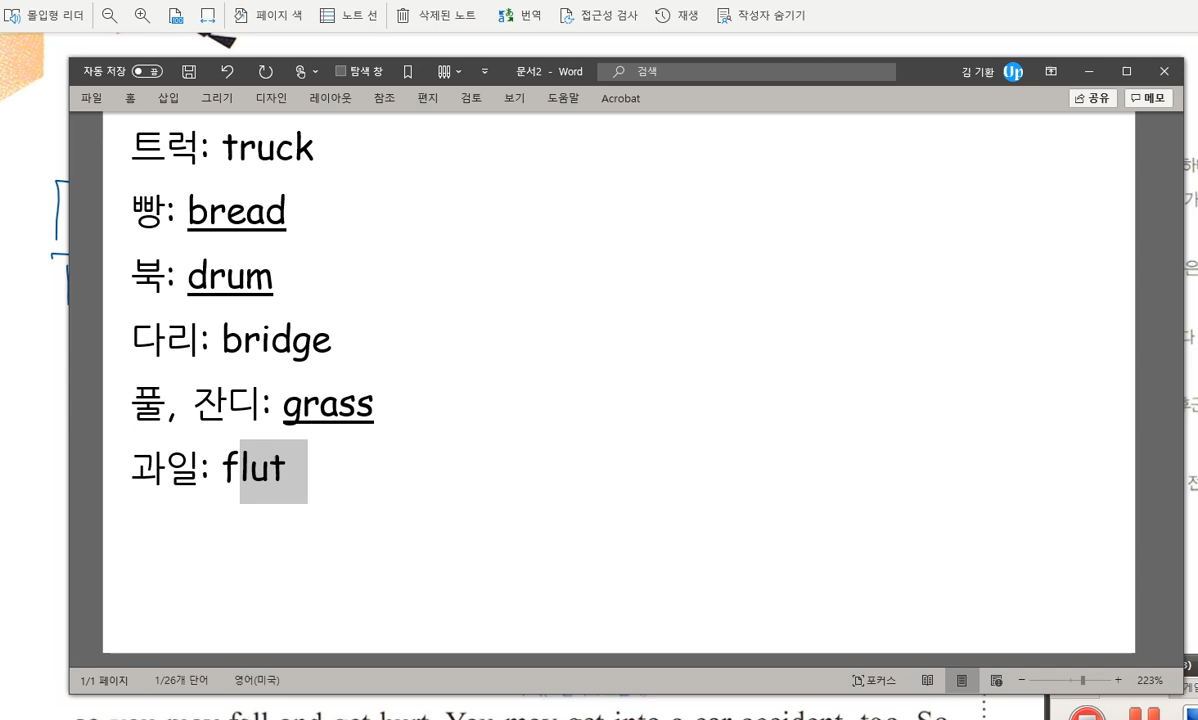 몰입형 리더 페이지 색 노트 선 삭제된 노트 번역 접근성 검사 재생 작성자 숨기기
자동 저장 끔 탐색 창 문서2 - Word 검색 김 기환 Up
파일 홈 삽입 그리기 디자인 레이아웃 참조 편지 검토 보기 도움말 Acrobat 공유 메모
트럭: truck
빵: bread
북: drum
다리: bridge
풀, 잔디: grass
과일: flut
1/1 페이지 1/26개 단어 영어(미국) 포커스 223%
so you may fall and get hurt. You may get into a car accident, too. So